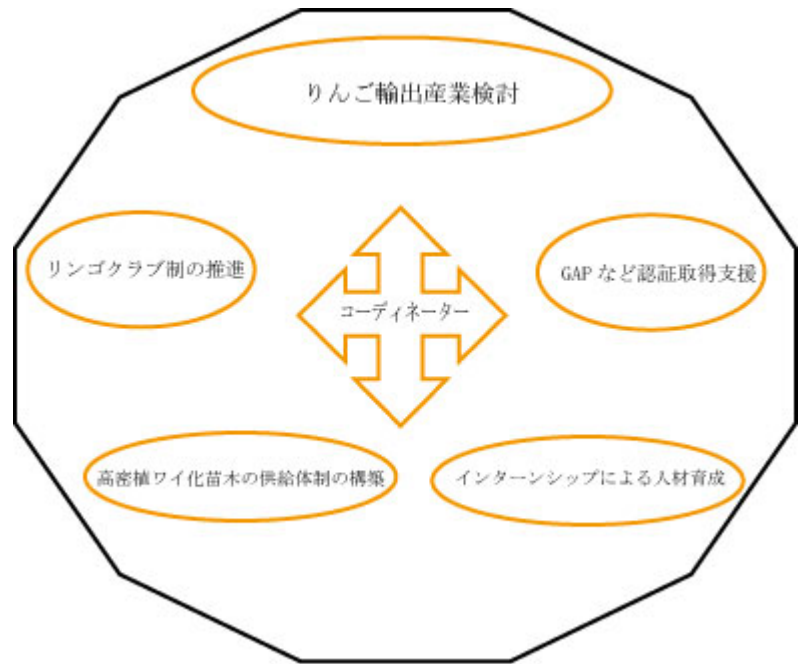 りんご輸出産業検討
リンゴクラブ制の推進
GAPなど認証取得支援
コーディネーター
高密植ワイ化苗木の供給体制の構築
インターンシップによる人材育成